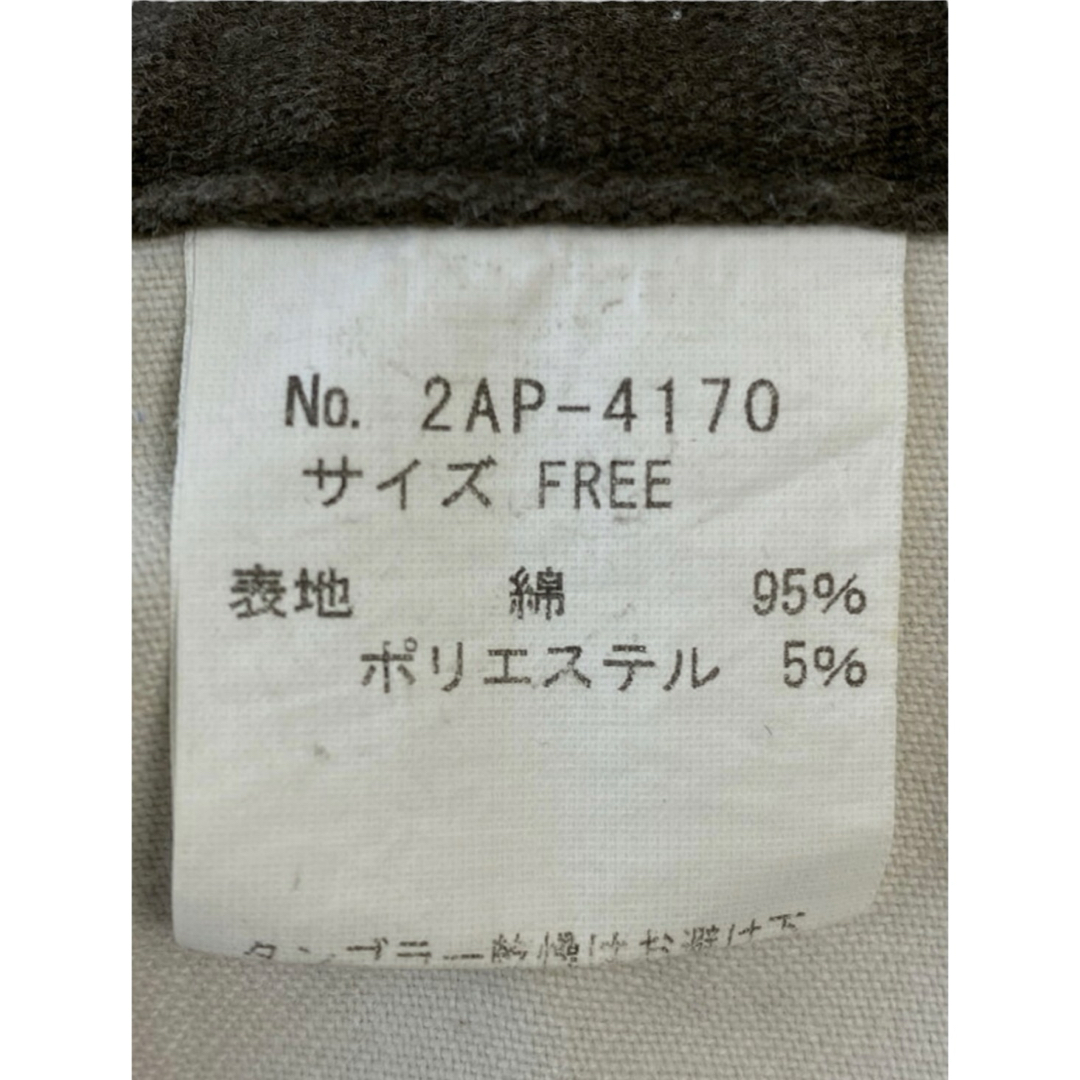 No. 2AP-4170
サイズ FREE
表地 綿 95%
ポリエステル 5%